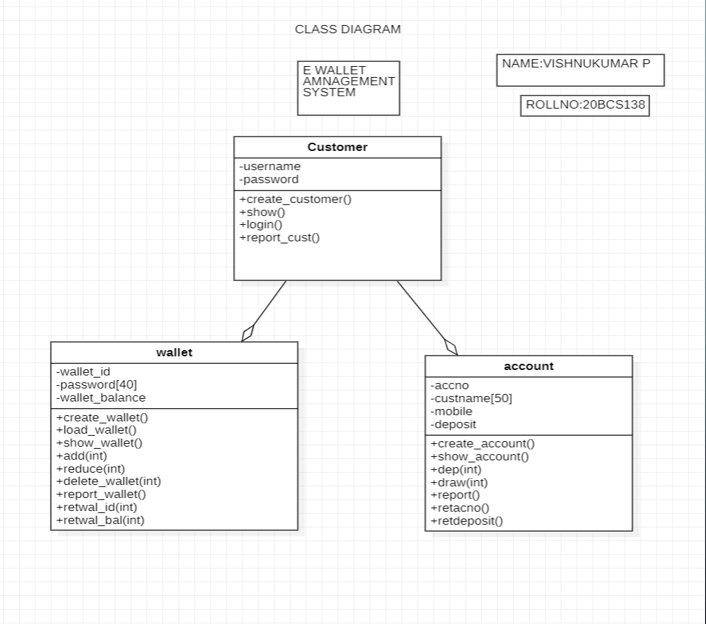 CLASS DIAGRAM
E WALLET
AMNAGEMENT
SYSTEM
NAME:VISHNUKUMAR P
ROLLNO:20BCS138
Customer
-username
-password
+create_customer()
+show()
+login()
+report_cust()
wallet
-wallet_id
-password[40]
-wallet_balance
+create_wallet()
+load_wallet()
+show_wallet()
+add(int)
+reduce(int)
+delete_wallet(int)
+report_wallet()
+retwal_id(int)
+retwal_bal(int)
account
-accno
-custname[50]
-mobile
-deposit
+create_account()
+show_account()
+dep(int)
+draw(int)
+report()
+retacno()
+retdeposit()